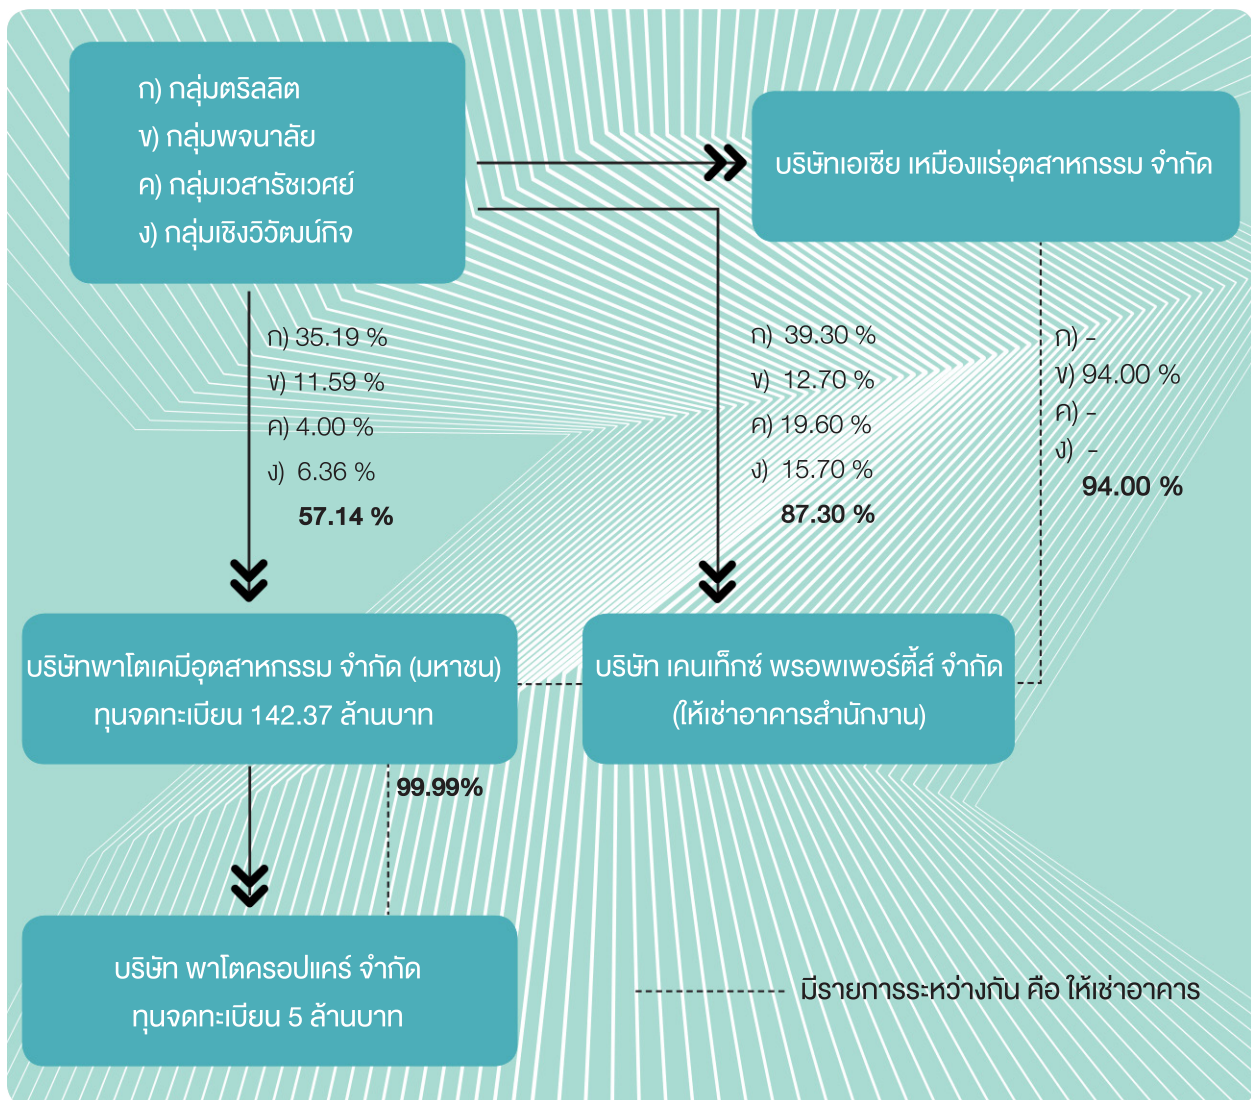 ก) กลุ่มตริลลิต
ข) กลุ่มพจนาลัย
ค) กลุ่มเวสารัชเวศย์
ง) กลุ่มเชิงวิวัฒน์กิจ
บริษัทเอเซีย เหมืองแร่อุตสาหกรรม จำกัด
ก) 35.19 %
ข) 11.59 %
ค) 4.00 %
ง) 6.36 %
57.14 %
ก) 39.30 %
ข) 12.70 %
ค) 19.60 %
ง) 15.70 %
87.30 %
ก) -
ข) 94.00 %
ค) -
ง) -
94.00 %
บริษัทพาโตเคมีอุตสาหกรรม จำกัด (มหาชน)
ทุนจดทะเบียน 142.37 ล้านบาท
บริษัท เคนเท็กซ์ พรอพเพอร์ตี้ส์ จำกัด
(ให้เช่าอาคารสำนักงาน)
99.99%
บริษัท พาโตครอปแคร์ จำกัด
ทุนจดทะเบียน 5 ล้านบาท
มีรายการระหว่างกัน คือ ให้เช่าอาคาร